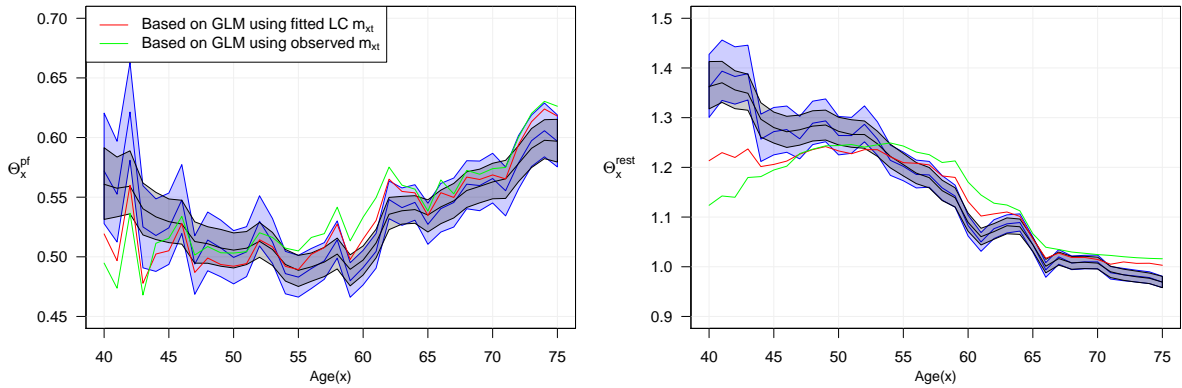 0.70
0.65
0.60
0.55
0.50
0.45
Θ_x^pf
Based on GLM using fitted LC m_xt
Based on GLM using observed m_xt
40 45 50 55 60 65 70 75
Age(x)
1.5
1.4
1.3
1.2
1.1
1.0
0.9
Θ_x^rest
40 45 50 55 60 65 70 75
Age(x)